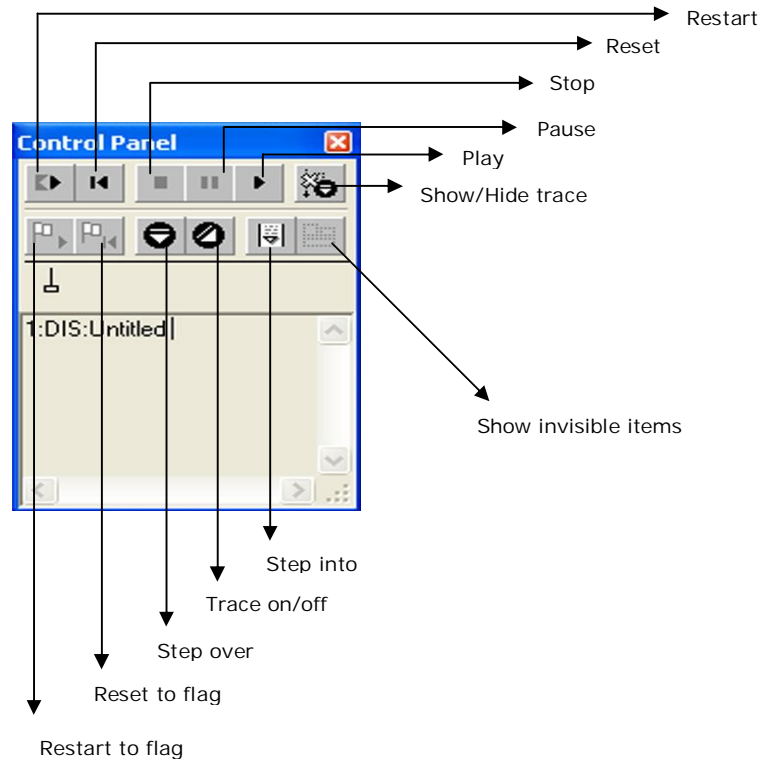 Restart
Reset
Stop
Control Panel
Pause
Play
Show/Hide trace
1:DIS:Untitled
Show invisible items
Step into
Trace on/off
Step over
Reset to flag
Restart to flag